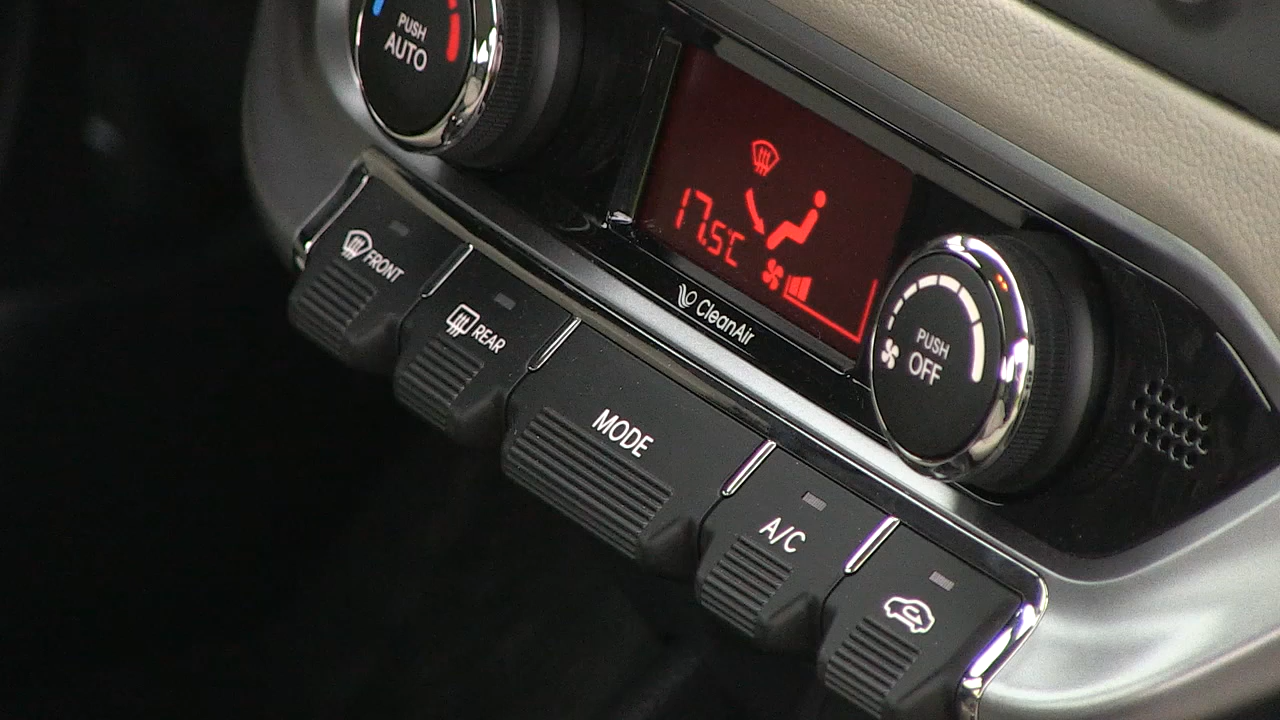 PUSH
AUTO
17.5°C
CleanAir
PUSH
OFF
FRONT
REAR
MODE
A/C